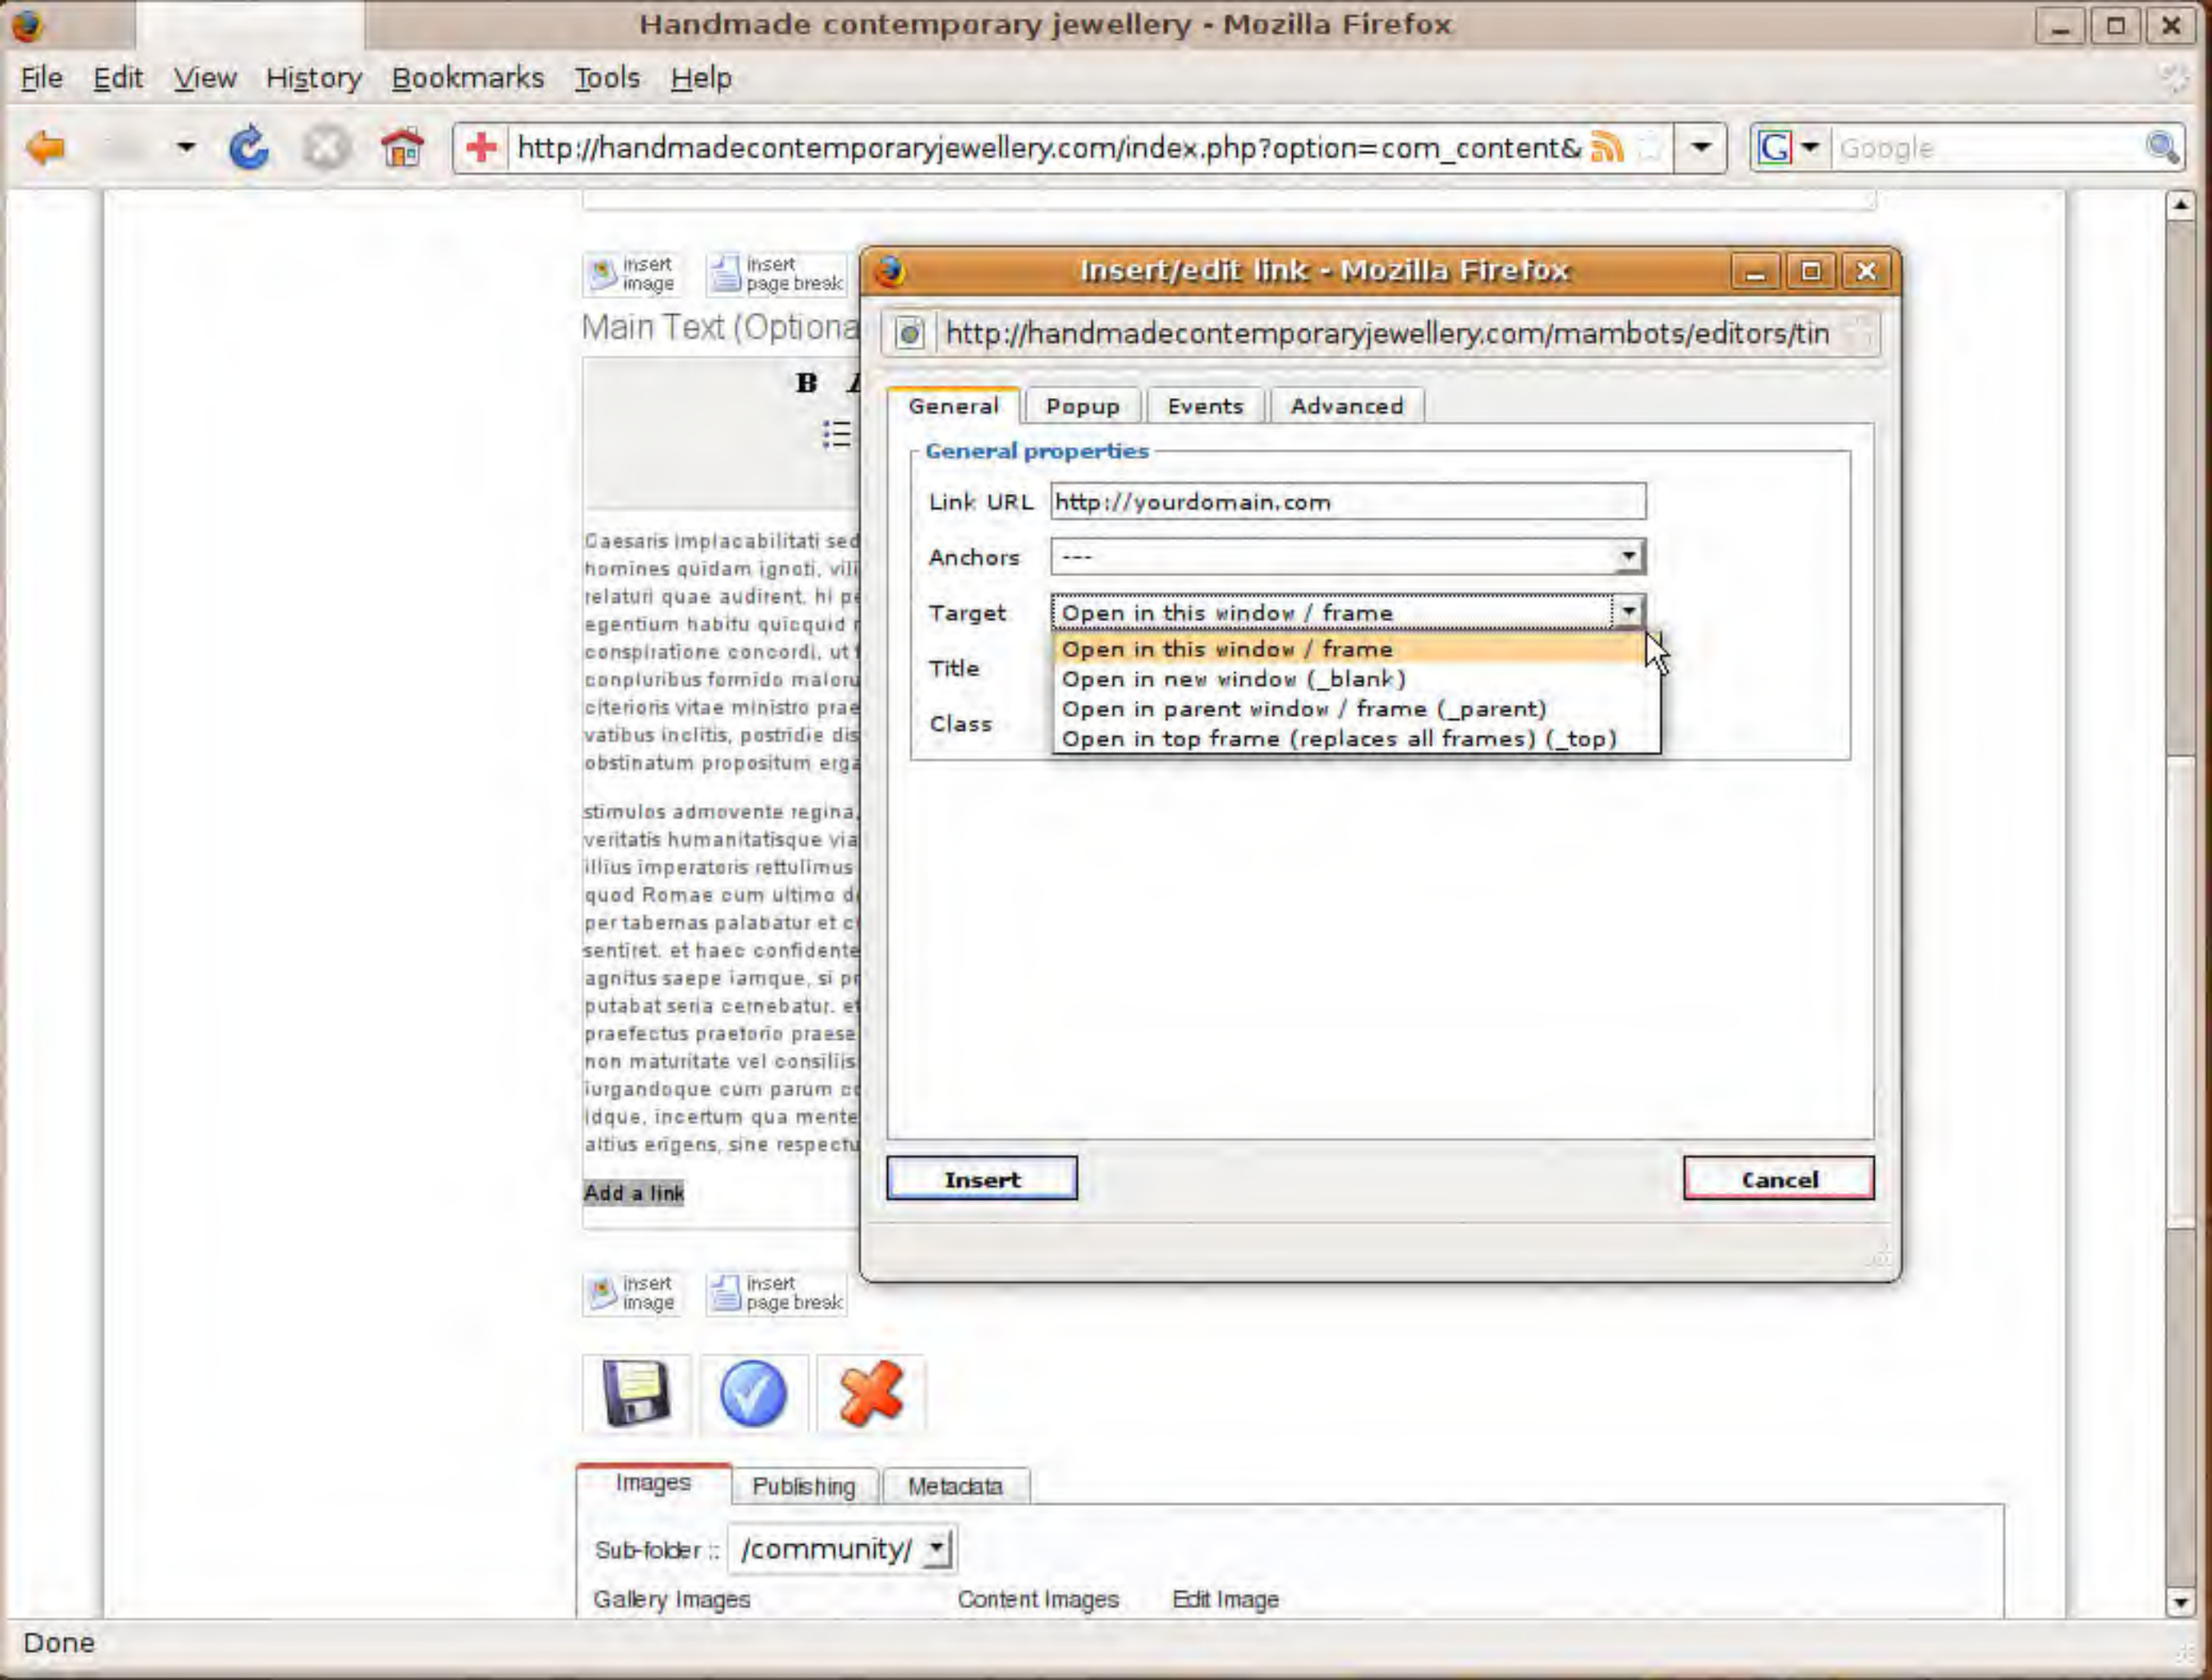 Handmade contemporary jewellery - Mozilla Firefox
File Edit View History Bookmarks Tools Help
http://handmadecontemporaryjewellery.com/index.php?option=com_content&
G Google
insert image
insert page break
Main Text (Optiona
B
Insert/edit link - Mozilla Firefox
http://handmadecontemporaryjewellery.com/mambots/editors/tin
General Popup Events Advanced
General properties
Link URL http://yourdomain.com
Anchors ---
Target Open in this window / frame
Open in this window / frame
Open in new window (_blank)
Open in parent window / frame (_parent)
Open in top frame (replaces all frames) (_top)
Title
Class
Insert Cancel
Caesaris implacabilitati sed
homines quidam ignoti, vili
relaturi quae audirent, hi pe
egentium habitu quicquid
conspiratione concordi, ut
conpluribus formido maloru
citerioris vitae ministro prae
vatibus inclitis, postridie dis
obstinatum propositum erga
stimulos admovente regina,
veritatis humanitatisque via
illius imperatoris rettulimus
quod Romae cum ultimo d
per tabernas palabatur et c
sentiret. et haec confidente
agnitus saepe iamque, si pr
putabat seria cernebatur. et
praefectus praetorio praese
non maturitate vel consiliis
iurgandoque cum parum co
idque, incertum qua mente
altius erigens, sine respectu
Add a link
insert image
insert page break
Images Publishing Metadata
Sub-folder :: /community/
Gallery Images Content Images Edit Image
Done